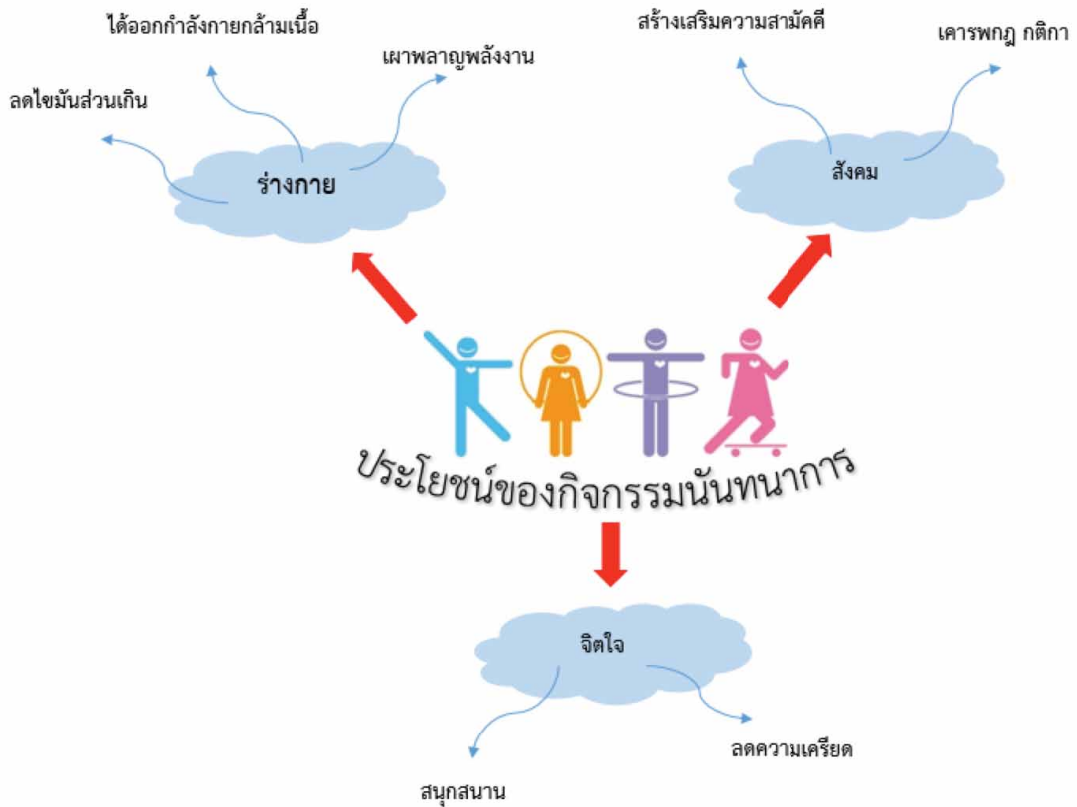 ได้ออกกำลังกายกล้ามเนื้อ
เผาพลาญพลังงาน
ลดไขมันส่วนเกิน
ร่างกาย
สร้างเสริมความสามัคคี
เคารพกฎ กติกา
สังคม
ประโยชน์ของกิจกรรมนันทนาการ
จิตใจ
สนุกสนาน
ลดความเครียด